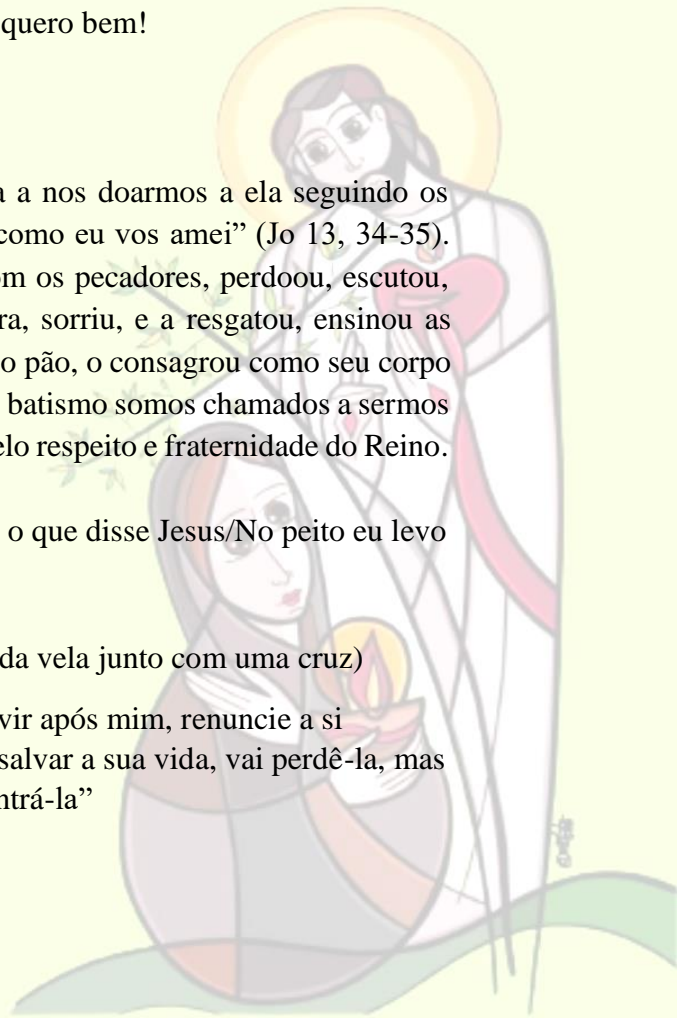 quero bem!
a a nos doarmos a ela seguindo os
como eu vos amei” (Jo 13, 34-35).
om os pecadores, perdoou, escutou,
ra, sorriu, e a resgatou, ensinou as
o pão, o consagrou como seu corpo
batismo somos chamados a sermos
elo respeito e fraternidade do Reino.
o que disse Jesus/No peito eu levo
da vela junto com uma cruz)
vir após mim, renuncie a si
salvar a sua vida, vai perdê-la, mas
ntrá-la”